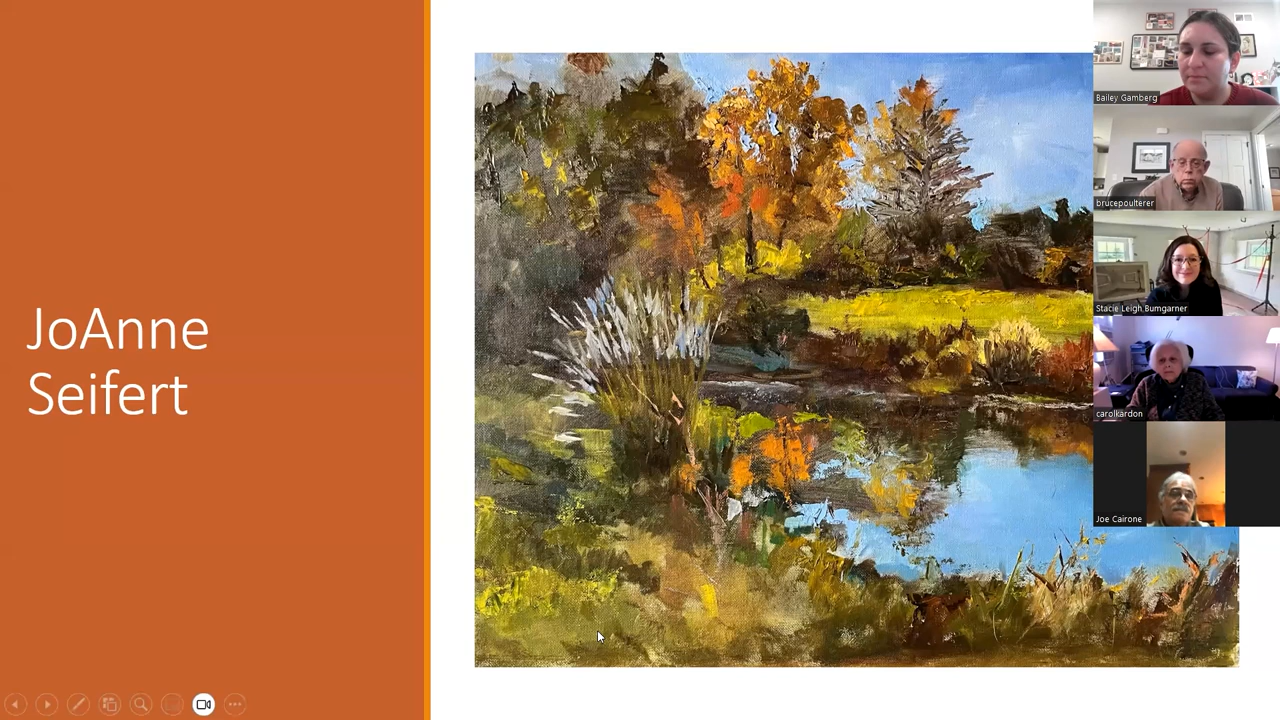 JoAnne
Seifert
Bailey Gamberg
brucepoulterer
Stacie Leigh Bumgarner
carolkardon
Joe Cairone